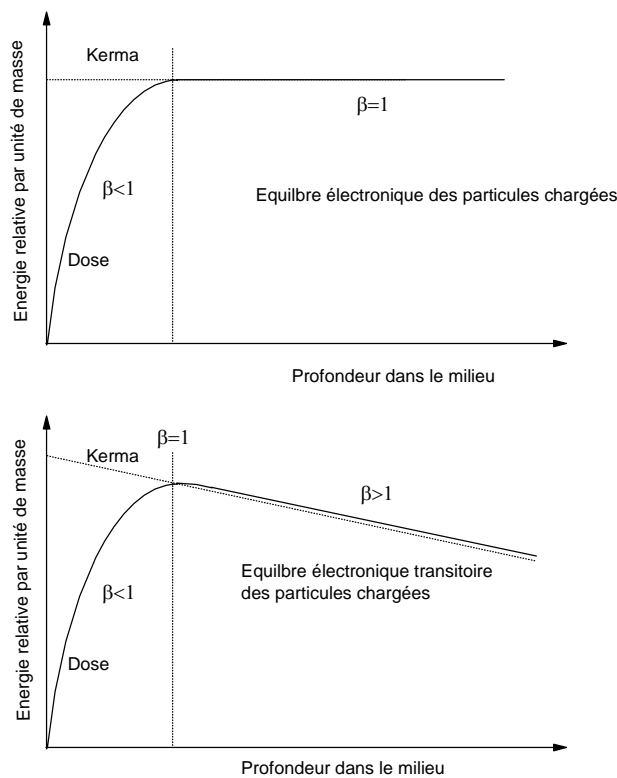 Kerma
β=1
β<1
Equilbre électronique des particules chargées
Dose
Energie relative par unité de masse
Profondeur dans le milieu
β=1
Kerma
β>1
Equilbre électronique transitoire
des particules chargées
β<1
Dose
Energie relative par unité de masse
Profondeur dans le milieu